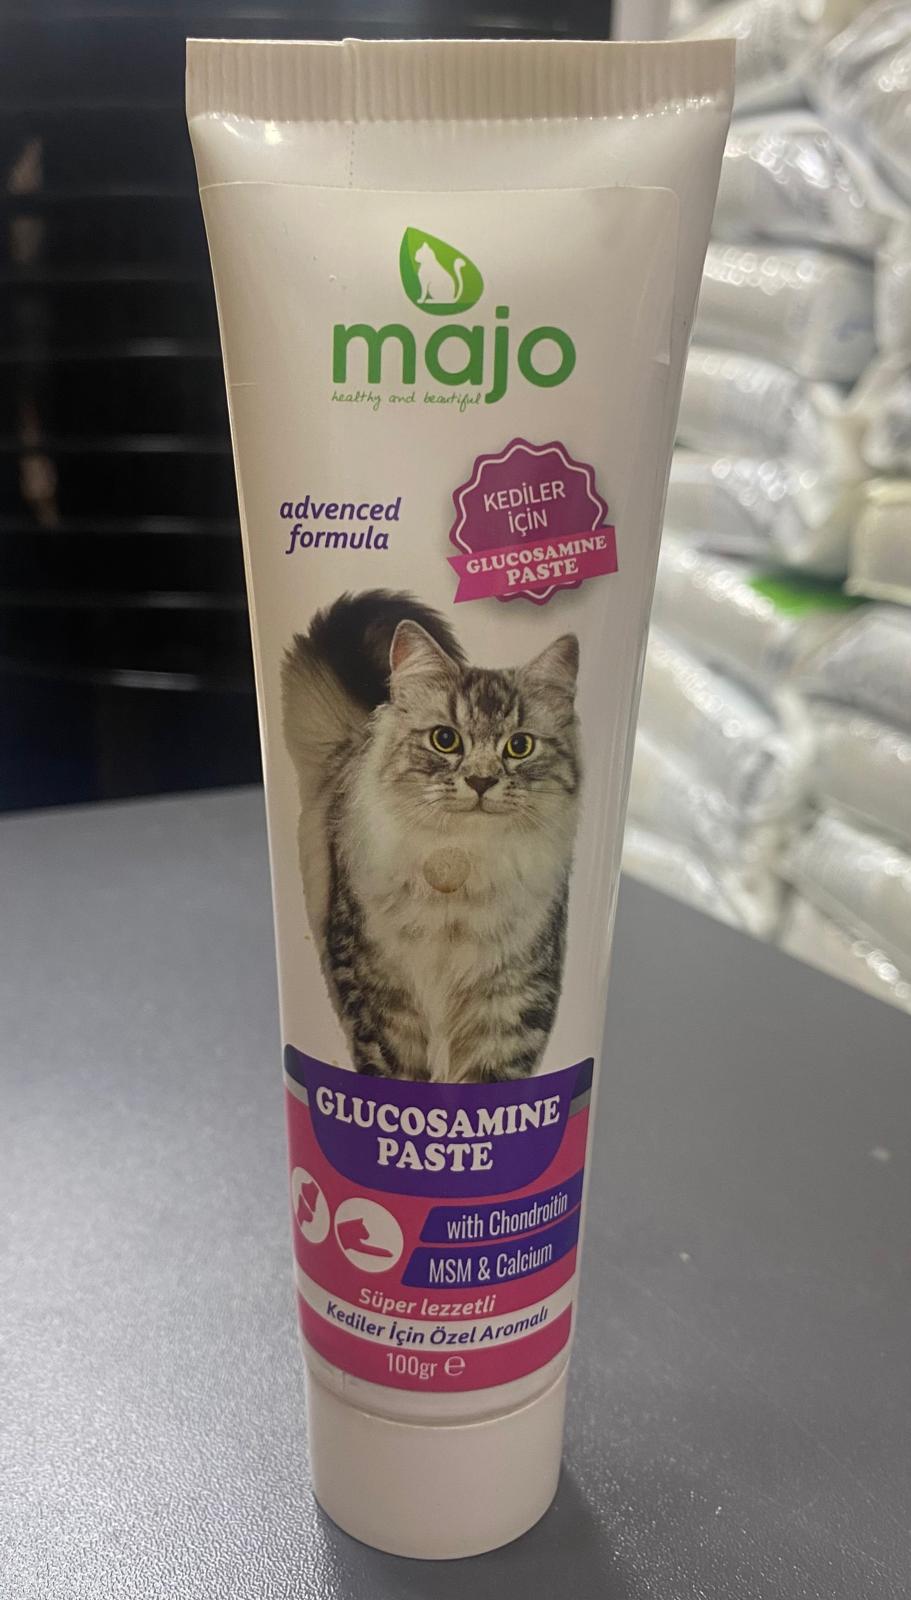 majo
healthy and beautiful
advenced
formula
KEDİLER
İÇİN
GLUCOSAMINE
PASTE
GLUCOSAMINE
PASTE
with Chondroitin
MSM & Calcium
Süper lezzetli
Kediler İçin Özel Aromalı
100gr ℮